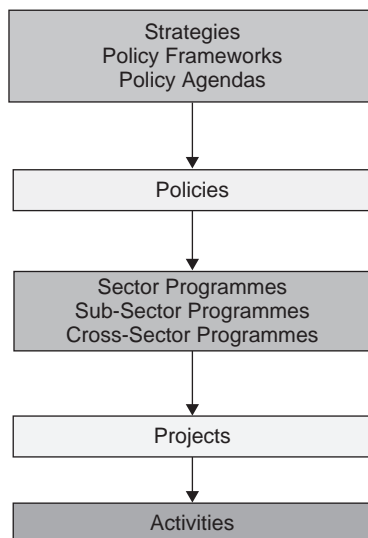 Strategies
Policy Frameworks
Policy Agendas
Policies
Sector Programmes
Sub-Sector Programmes
Cross-Sector Programmes
Projects
Activities